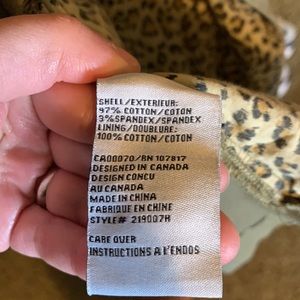 SHELL/EXTERIEUR:
97% COTTON/COTON
3%SPANDEX/SPANDEX
LINING/DOUBLURE:
100% COTTON/COTON
CA00070/RN 107817
DESIGNED IN CANADA
DESIGN CONCU
AU CANADA
MADE IN CHINA
FABRIQUE EN CHINE
STYLE# 219007H
CARE OVER
INSTRUCTIONS A L'ENDOS